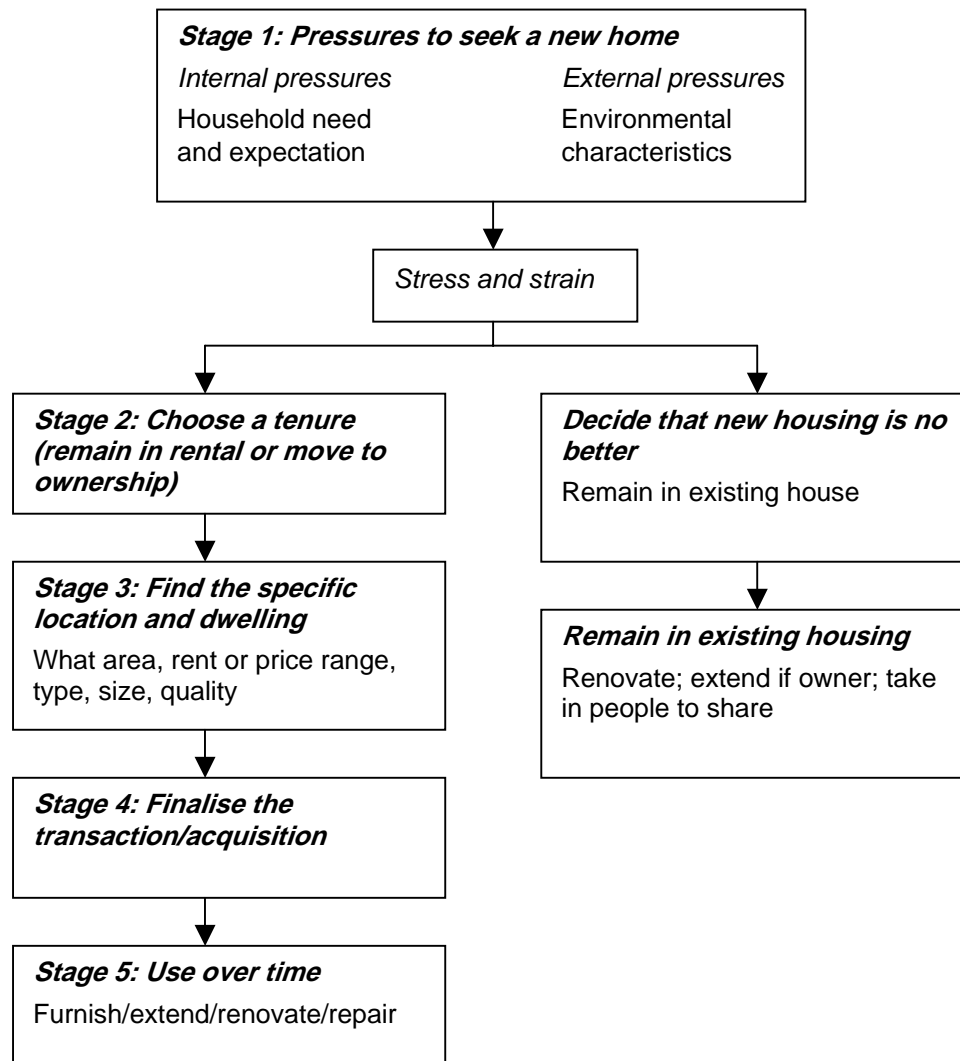 Stage 1: Pressures to seek a new home
Internal pressures
Household need
and expectation
External pressures
Environmental
characteristics
Stress and strain
Stage 2: Choose a tenure
(remain in rental or move to
ownership)
Stage 3: Find the specific
location and dwelling
What area, rent or price range,
type, size, quality
Stage 4: Finalise the
transaction/acquisition
Stage 5: Use over time
Furnish/extend/renovate/repair
Decide that new housing is no
better
Remain in existing house
Remain in existing housing
Renovate; extend if owner; take
in people to share